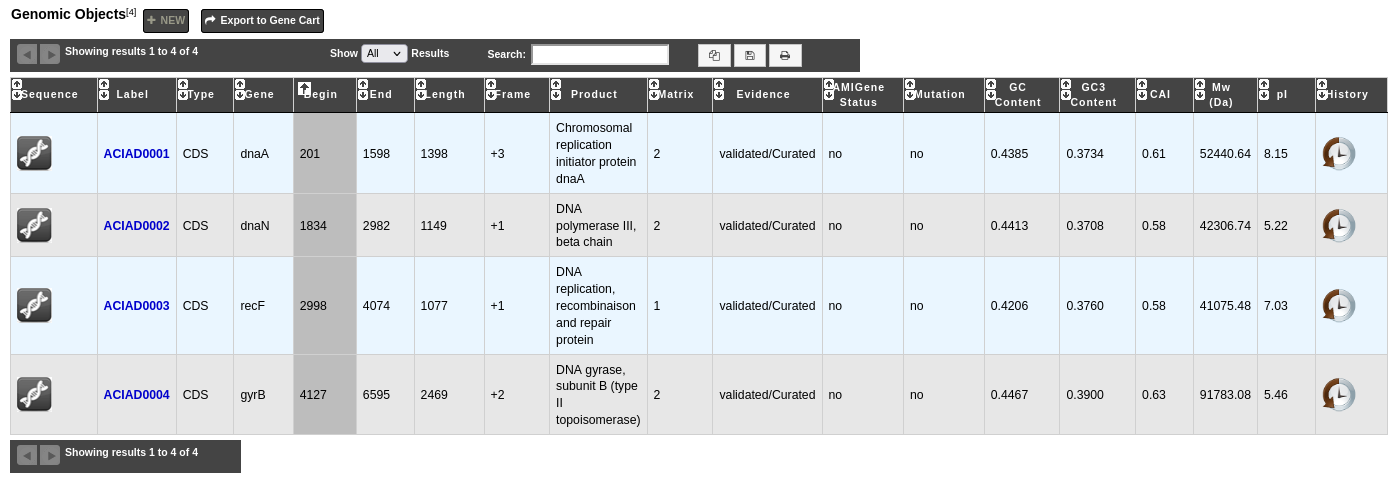 Genomic Objects[4] + NEW Export to Gene Cart
Showing results 1 to 4 of 4 Show All Results Search:
Sequence Label Type Gene Begin End Length Frame Product Matrix Evidence AMIGene Status Mutation GC Content GC3 Content CAI Mw (Da) pI History
ACIAD0001 CDS dnaA 201 1598 1398 +3 Chromosomal replication initiator protein dnaA 2 validated/Curated no no 0.4385 0.3734 0.61 52440.64 8.15
ACIAD0002 CDS dnaN 1834 2982 1149 +1 DNA polymerase III, beta chain 2 validated/Curated no no 0.4413 0.3708 0.58 42306.74 5.22
ACIAD0003 CDS recF 2998 4074 1077 +1 DNA replication, recombinaison and repair protein 1 validated/Curated no no 0.4206 0.3760 0.58 41075.48 7.03
ACIAD0004 CDS gyrB 4127 6595 2469 +2 DNA gyrase, subunit B (type II topoisomerase) 2 validated/Curated no no 0.4467 0.3900 0.63 91783.08 5.46
Showing results 1 to 4 of 4